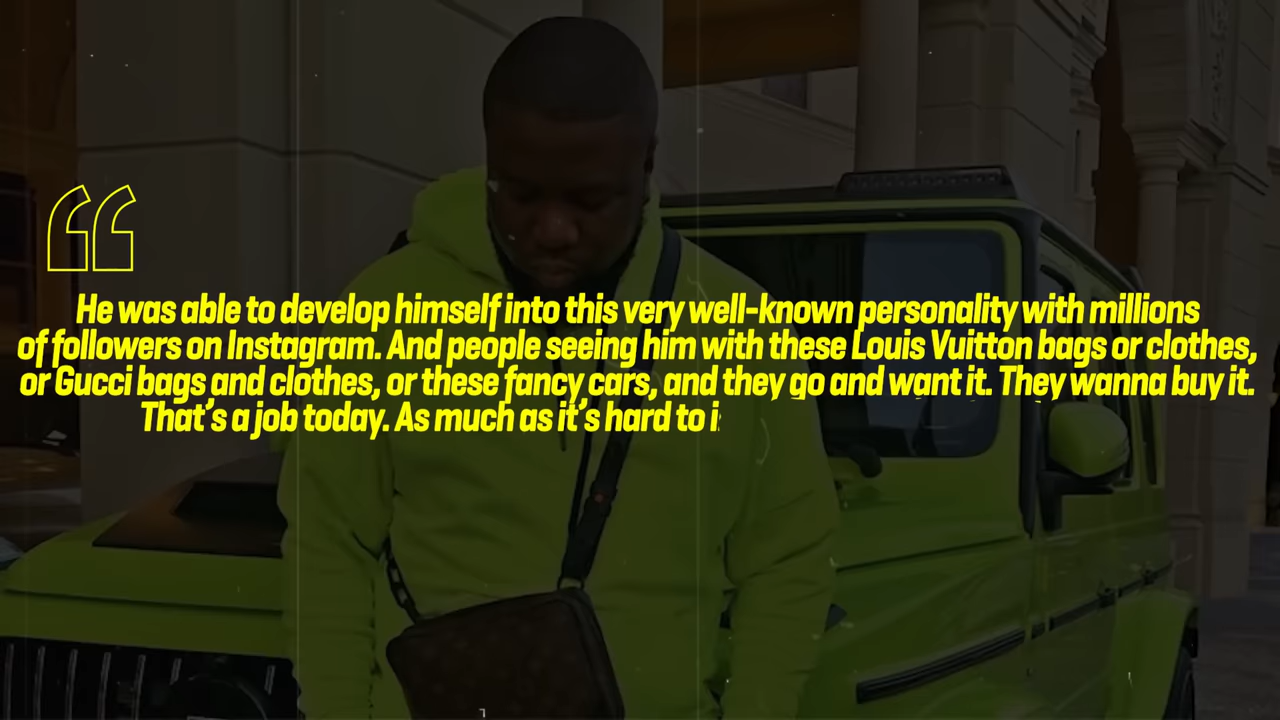 He was able to develop himself into this very well-known personality with millions
of followers on Instagram. And people seeing him with these Louis Vuitton bags or clothes,
or Gucci bags and clothes, or these fancy cars, and they go and want it. They wanna buy it.
That's a job today. As much as it's hard to